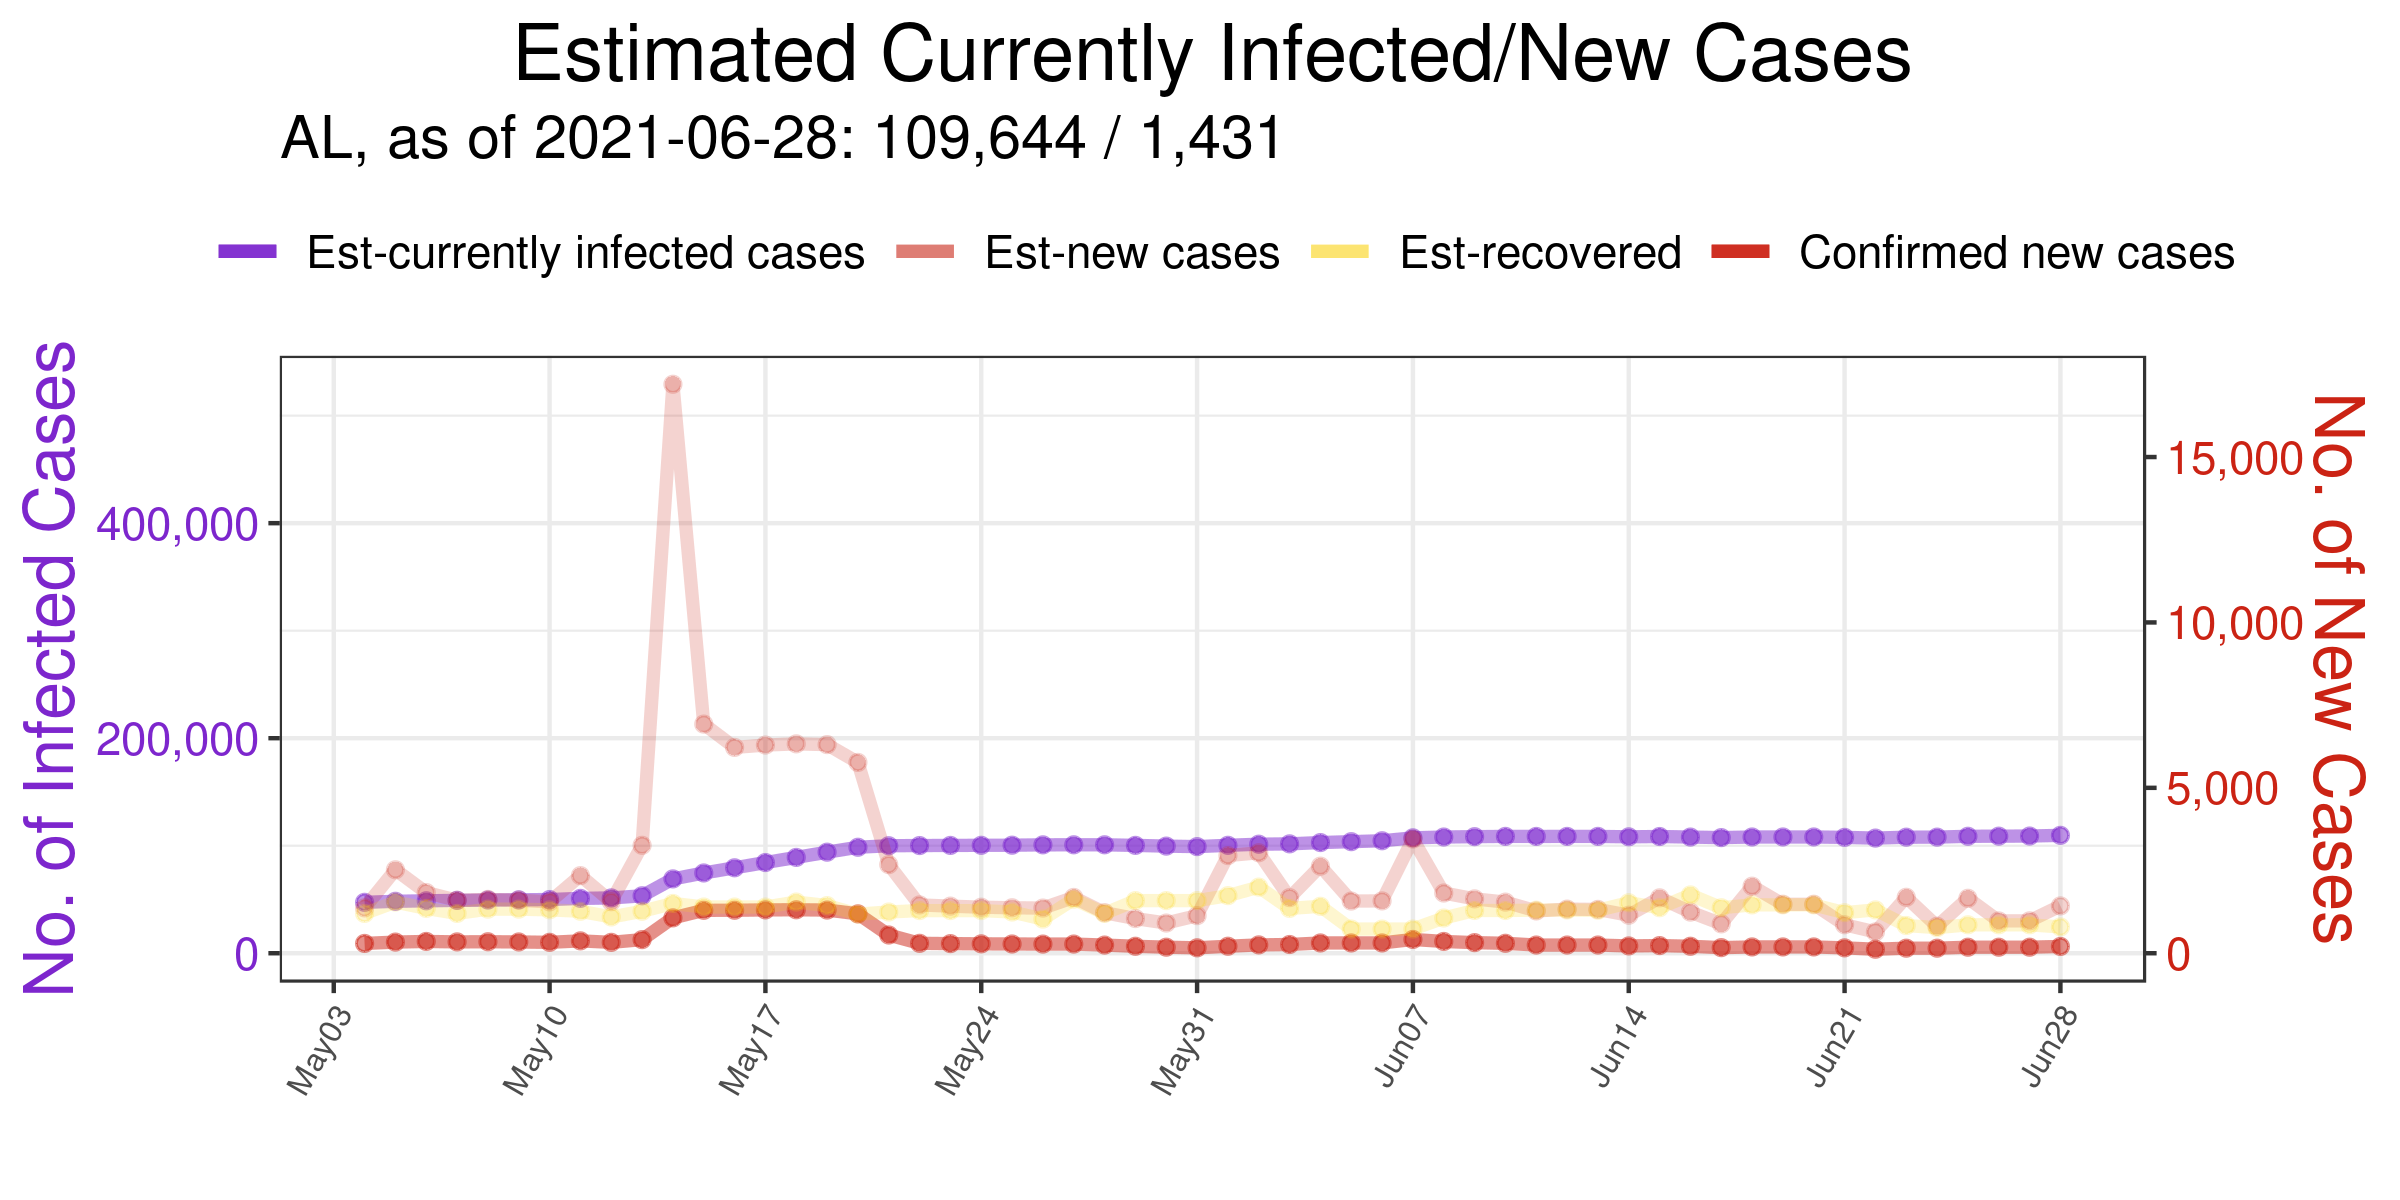 Estimated Currently Infected/New Cases
AL, as of 2021-06-28: 109,644 / 1,431
Est-currently infected cases Est-new cases Est-recovered Confirmed new cases
No. of Infected Cases
400,000
200,000
0
15,000
10,000
5,000
0
No. of New Cases
May03 May10 May17 May24 May31 Jun07 Jun14 Jun21 Jun28